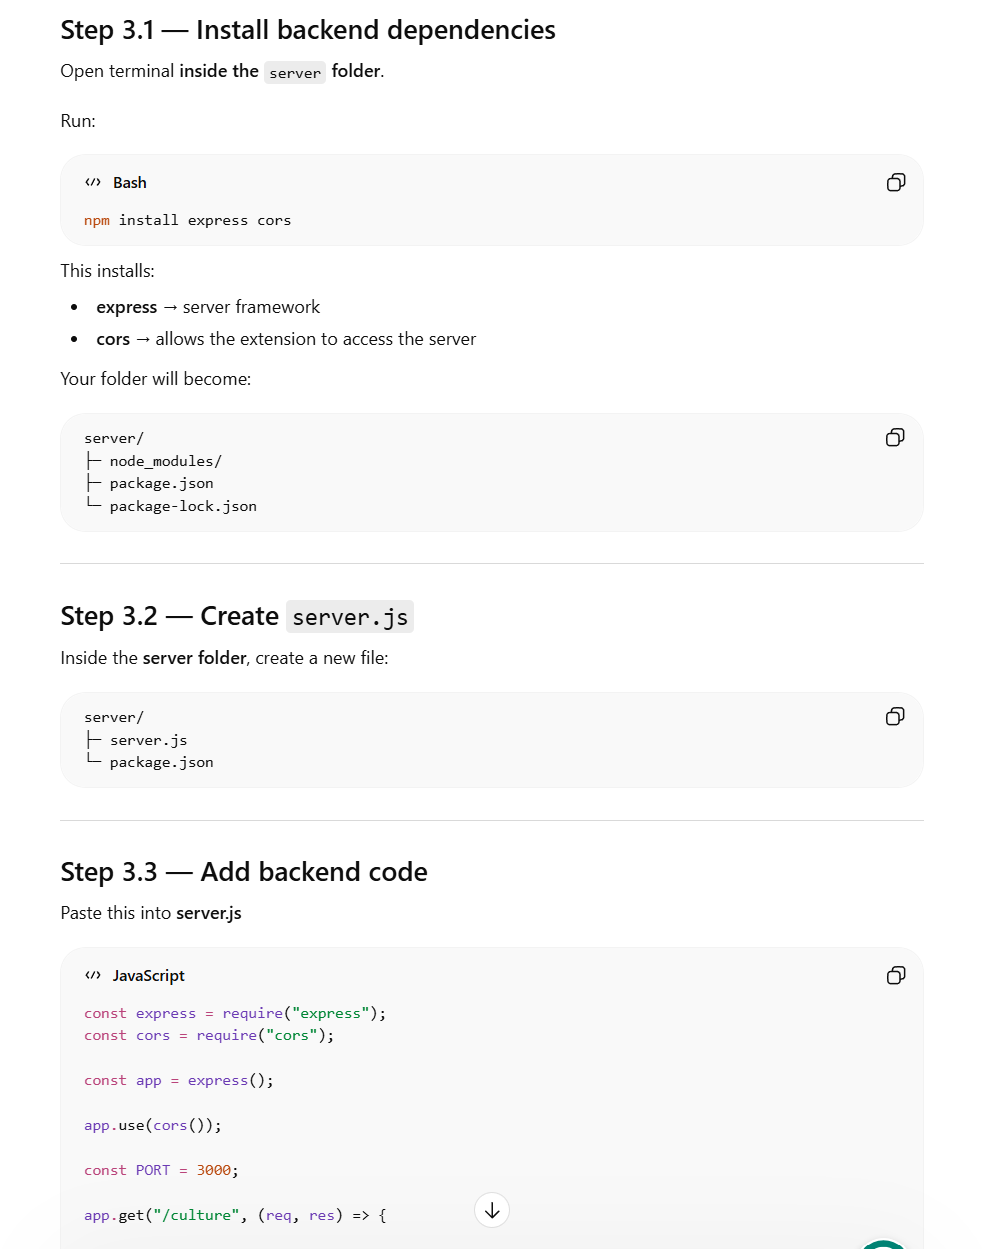 Step 3.1 — Install backend dependencies
Open terminal inside the server folder.
Run:
Bash
npm install express cors
This installs:
• express → server framework
• cors → allows the extension to access the server
Your folder will become:
server/
├─ node_modules/
├─ package.json
└─ package-lock.json
Step 3.2 — Create server.js
Inside the server folder, create a new file:
server/
├─ server.js
└─ package.json
Step 3.3 — Add backend code
Paste this into server.js
JavaScript
const express = require("express");
const cors = require("cors");
const app = express();
app.use(cors());
const PORT = 3000;
app.get("/culture", (req, res) => {